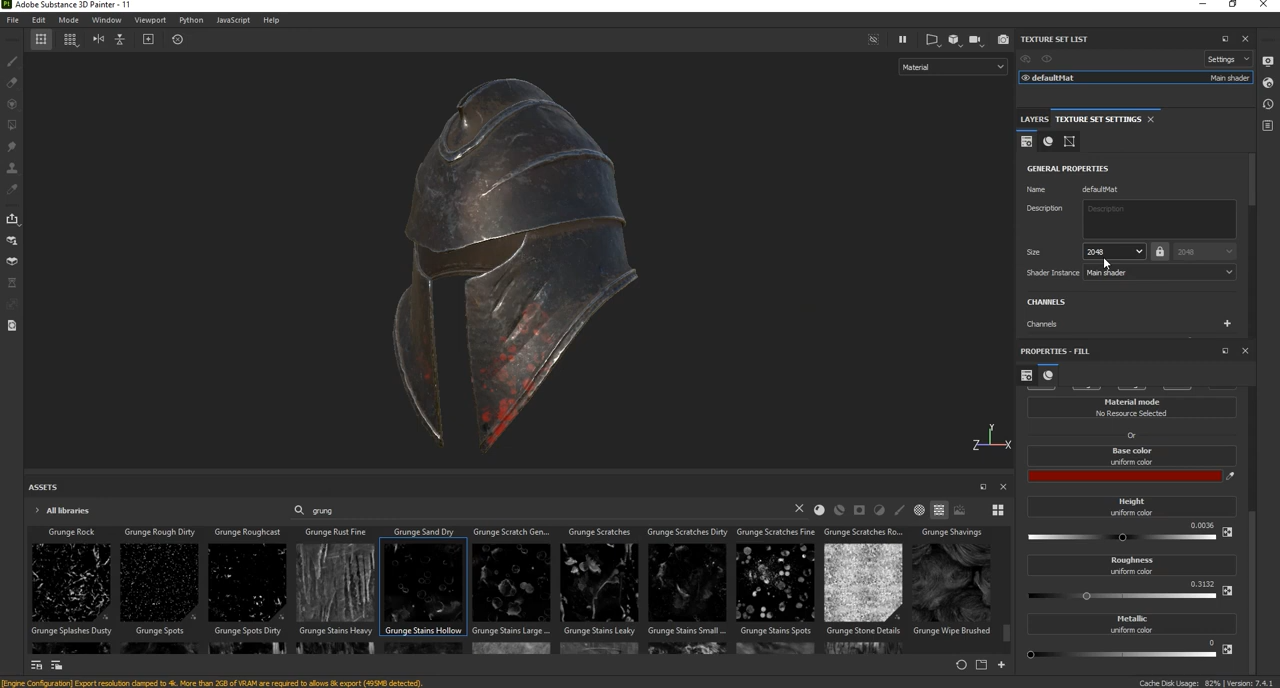 Pt Adobe Substance 3D Painter - 11
File Edit Mode Window Viewport Python JavaScript Help
Material
TEXTURE SET LIST
Settings
defaultMat Main shader
LAYERS TEXTURE SET SETTINGS
GENERAL PROPERTIES
Name defaultMat
Description Description
Size 2048 2048
Shader Instance Main shader
CHANNELS
Channels +
PROPERTIES - FILL
Material mode
No Resource Selected
Or
Base color
uniform color
Height
uniform color
0.0036
Roughness
uniform color
0.3132
Metallic
uniform color
0
Y
Z X
ASSETS
All libraries grung
Grunge Rock Grunge Rough Dirty Grunge Roughcast Grunge Rust Fine Grunge Sand Dry Grunge Scratch Gen... Grunge Scratches Grunge Scratches Dirty Grunge Scratches Fine Grunge Scratches Ro... Grunge Shavings
Grunge Splashes Dusty Grunge Spots Grunge Spots Dirty Grunge Stains Heavy Grunge Stains Hollow Grunge Stains Large ... Grunge Stains Leaky Grunge Stains Small ... Grunge Stains Spots Grunge Stone Details Grunge Wipe Brushed
[Engine Configuration] Export resolution clamped to 4k. More than 2GB of VRAM are required to allows 8k export (495MB detected).
Cache Disk Usage: 82% | Version: 7.4.1